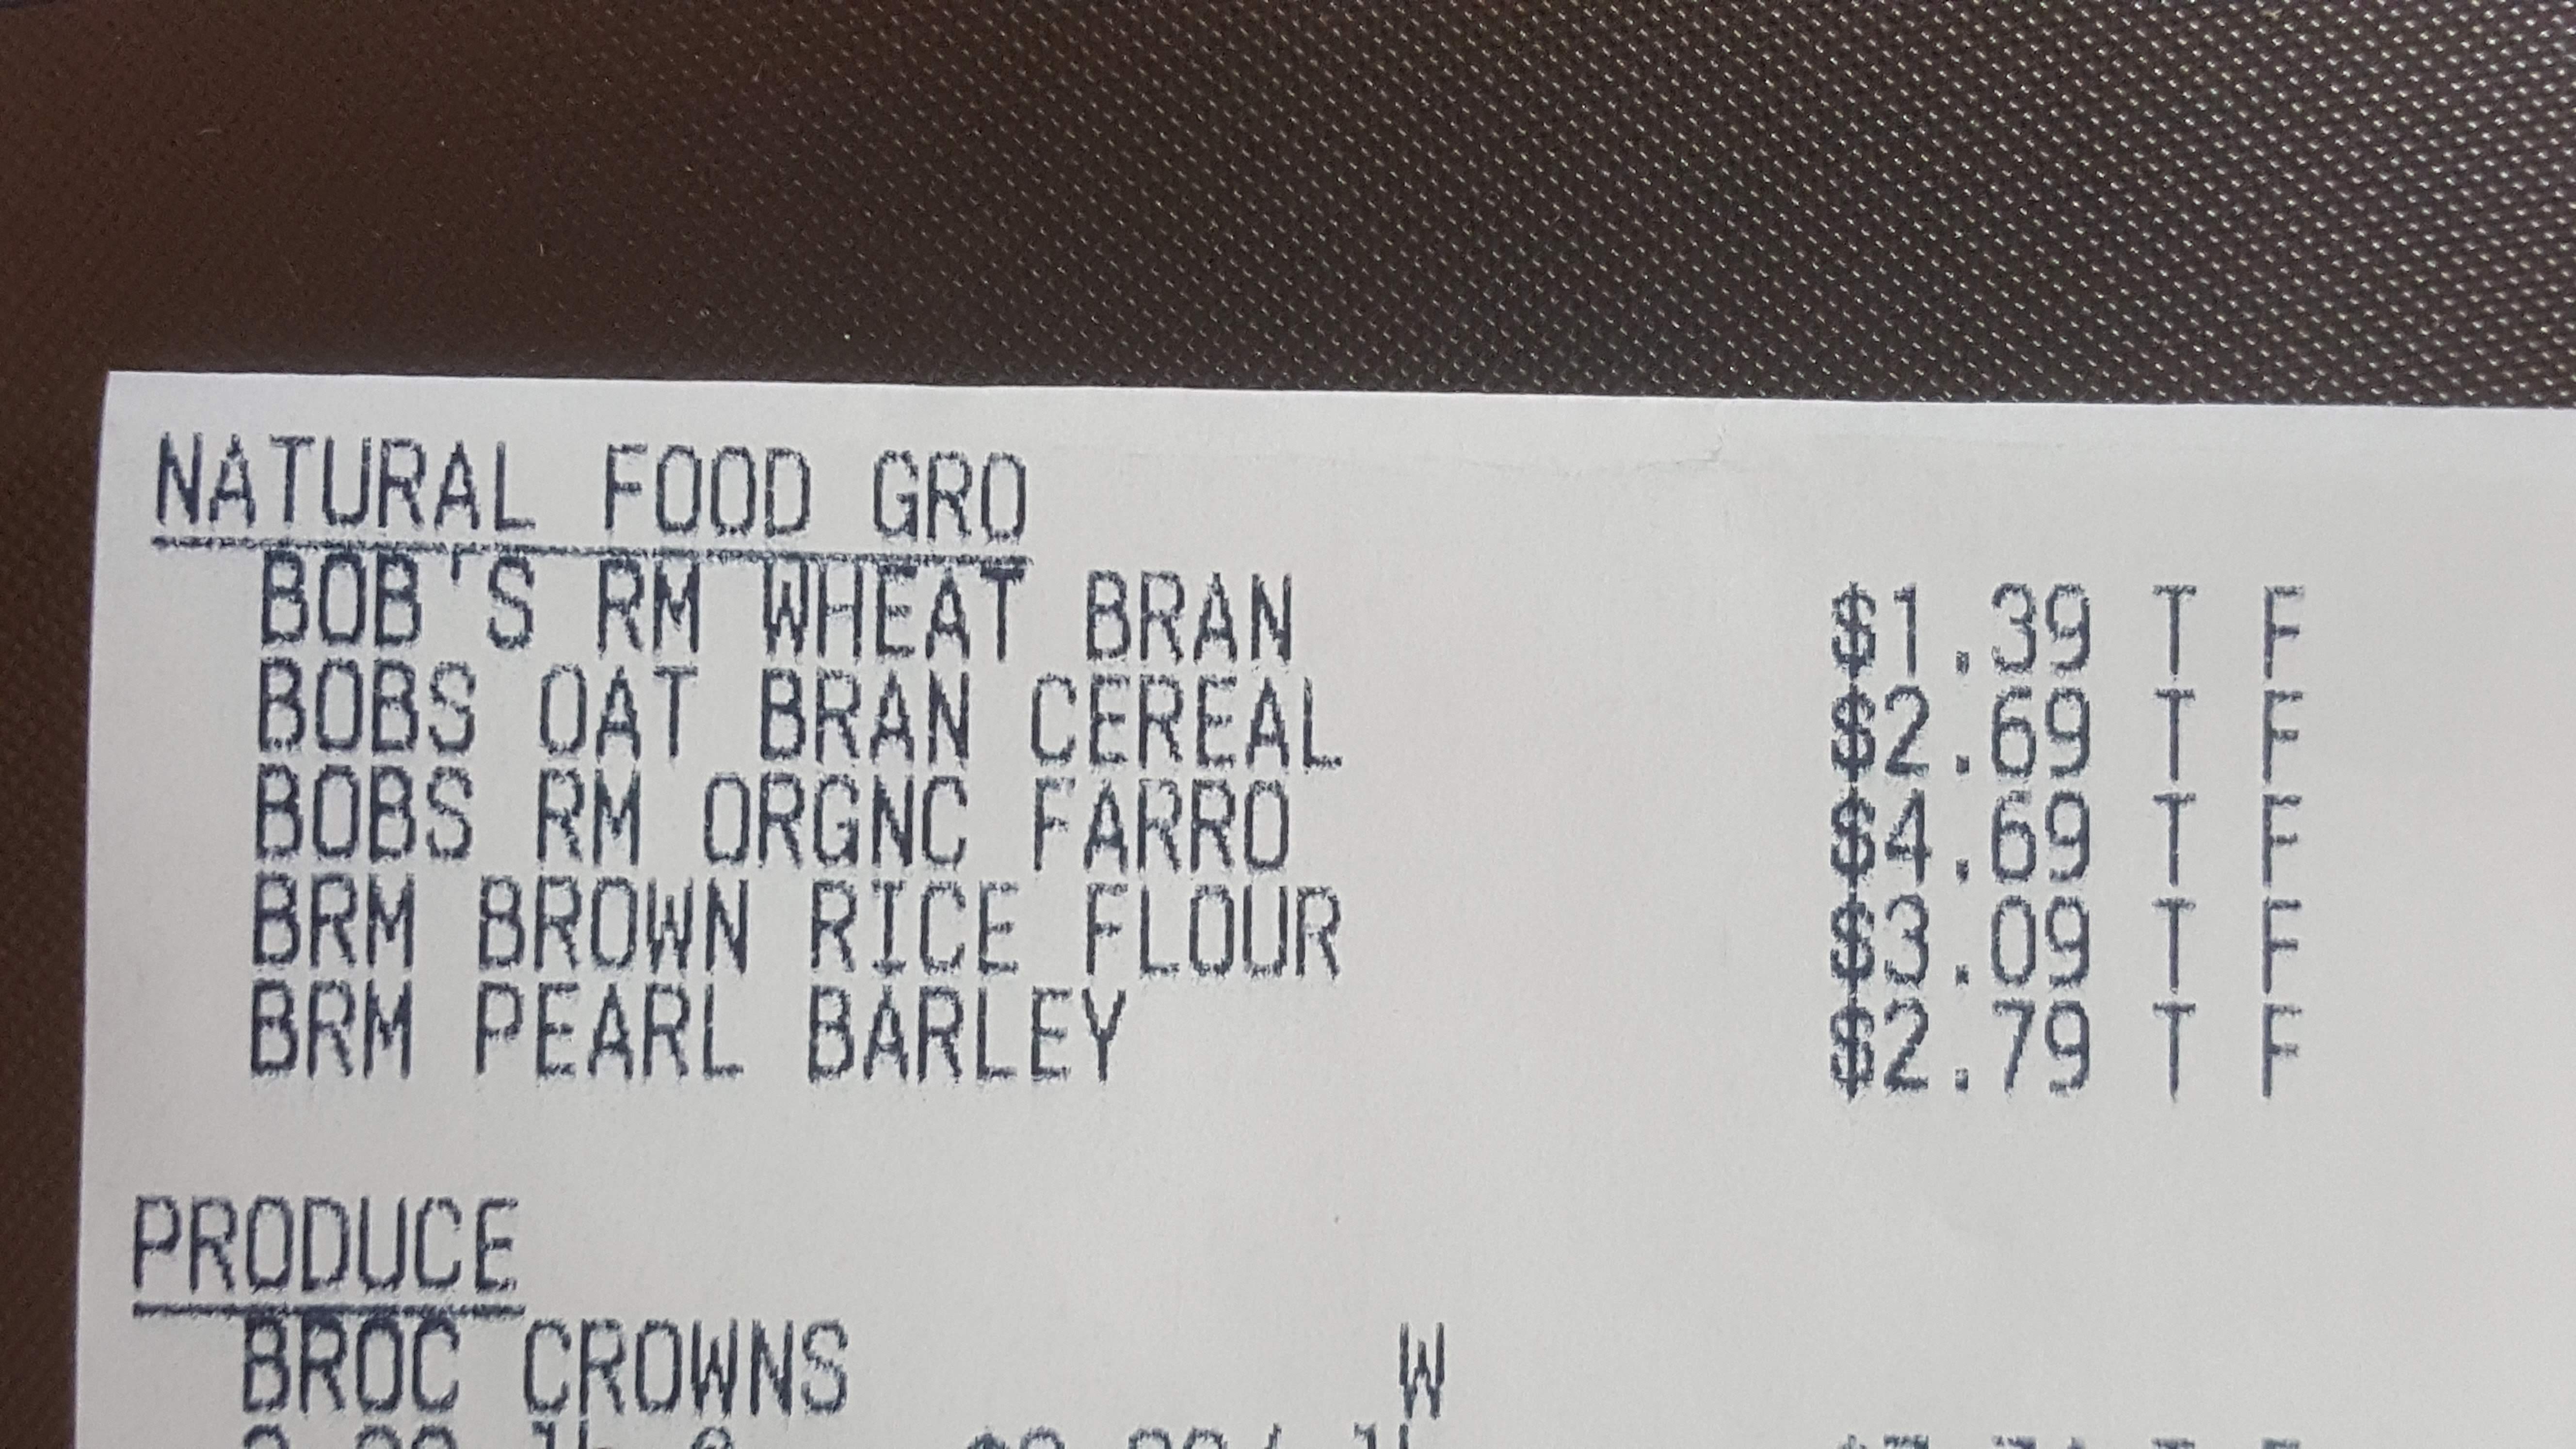 NATURAL FOOD GRO
BOB'S RM WHEAT BRAN $1.39 T F
BOBS OAT BRAN CEREAL $2.69 T F
BOBS RM ORGNC FARRO $4.69 T F
BRM BROWN RICE FLOUR $3.09 T F
BRM PEARL BARLEY $2.79 T F
PRODUCE
BROC CROWNS W